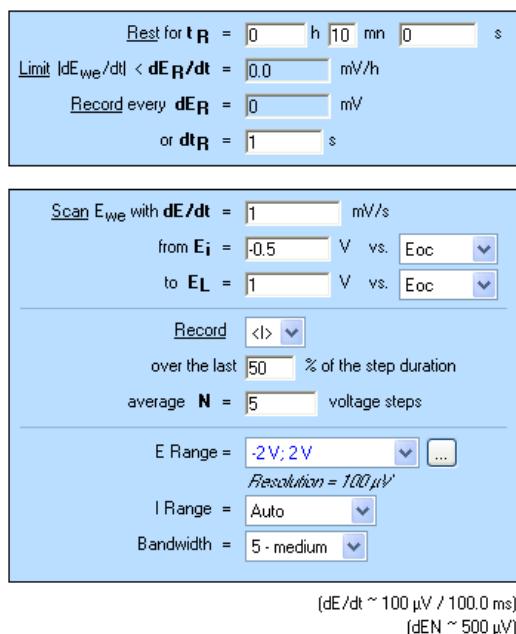 Rest for tR = 0 h 10 mn 0 s
Limit |dEwe/dt| < dER/dt = 0.0 mV/h
Record every dER = 0 mV
or dtR = 1 s
Scan Ewe with dE/dt = 1 mV/s
from Ei = -0.5 V vs. Eoc
to EL = 1 V vs. Eoc
Record <I>
over the last 50 % of the step duration
average N = 5 voltage steps
E Range = -2 V; 2 V ...
Resolution = 100 µV
I Range = Auto
Bandwidth = 5 - medium
(dE/dt ~ 100 µV / 100.0 ms)
(dEN ~ 500 µV)